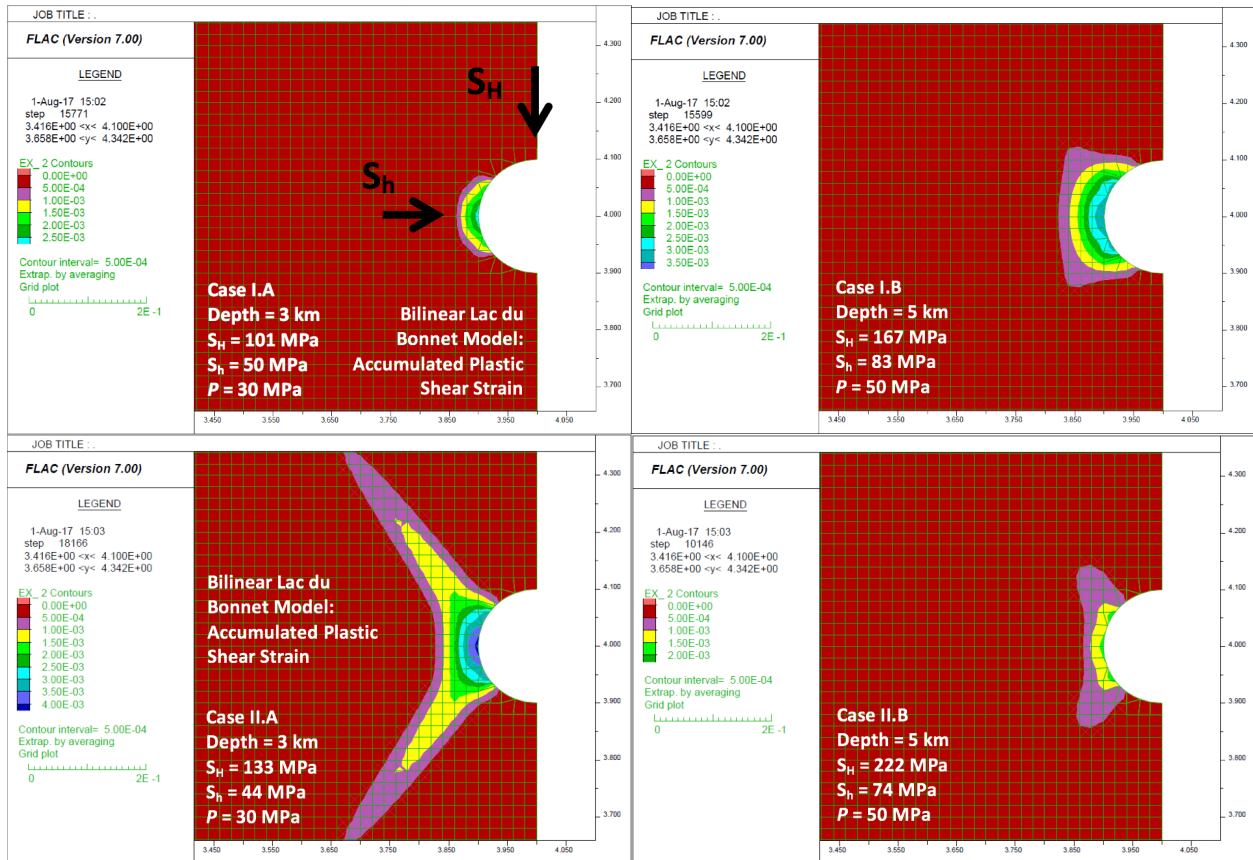 JOB TITLE : .
FLAC (Version 7.00)
LEGEND
1-Aug-17 15:02
step 15771
3.416E+00 <x< 4.100E+00
3.658E+00 <y< 4.342E+00
EX_ 2 Contours
0.00E+00
5.00E-04
1.00E-03
1.50E-03
2.00E-03
2.50E-03
Contour interval= 5.00E-04
Extrap. by averaging
Grid plot
0 2E -1
S_H
S_h
Case I.A
Depth = 3 km
S_H = 101 MPa
S_h = 50 MPa
P = 30 MPa
Bilinear Lac du
Bonnet Model:
Accumulated Plastic
Shear Strain
4.300
4.200
4.100
4.000
3.900
3.800
3.700
3.450 3.550 3.650 3.750 3.850 3.950 4.050
JOB TITLE : .
FLAC (Version 7.00)
LEGEND
1-Aug-17 15:02
step 15599
3.416E+00 <x< 4.100E+00
3.658E+00 <y< 4.342E+00
EX_ 2 Contours
0.00E+00
5.00E-04
1.00E-03
1.50E-03
2.00E-03
2.50E-03
3.00E-03
3.50E-03
Contour interval= 5.00E-04
Extrap. by averaging
Grid plot
0 2E -1
Case I.B
Depth = 5 km
S_H = 167 MPa
S_h = 83 MPa
P = 50 MPa
4.300
4.200
4.100
4.000
3.900
3.800
3.700
3.450 3.550 3.650 3.750 3.850 3.950 4.050
JOB TITLE : .
FLAC (Version 7.00)
LEGEND
1-Aug-17 15:03
step 18166
3.416E+00 <x< 4.100E+00
3.658E+00 <y< 4.342E+00
EX_ 2 Contours
0.00E+00
5.00E-04
1.00E-03
1.50E-03
2.00E-03
2.50E-03
3.00E-03
3.50E-03
4.00E-03
Contour interval= 5.00E-04
Extrap. by averaging
Grid plot
0 2E -1
Bilinear Lac du
Bonnet Model:
Accumulated Plastic
Shear Strain
Case II.A
Depth = 3 km
S_H = 133 MPa
S_h = 44 MPa
P = 30 MPa
4.300
4.200
4.100
4.000
3.900
3.800
3.700
3.450 3.550 3.650 3.750 3.850 3.950 4.050
JOB TITLE : .
FLAC (Version 7.00)
LEGEND
1-Aug-17 15:03
step 10146
3.416E+00 <x< 4.100E+00
3.658E+00 <y< 4.342E+00
EX_ 2 Contours
0.00E+00
5.00E-04
1.00E-03
1.50E-03
2.00E-03
Contour interval= 5.00E-04
Extrap. by averaging
Grid plot
0 2E -1
Case II.B
Depth = 5 km
S_H = 222 MPa
S_h = 74 MPa
P = 50 MPa
4.300
4.200
4.100
4.000
3.900
3.800
3.700
3.450 3.550 3.650 3.750 3.850 3.950 4.050